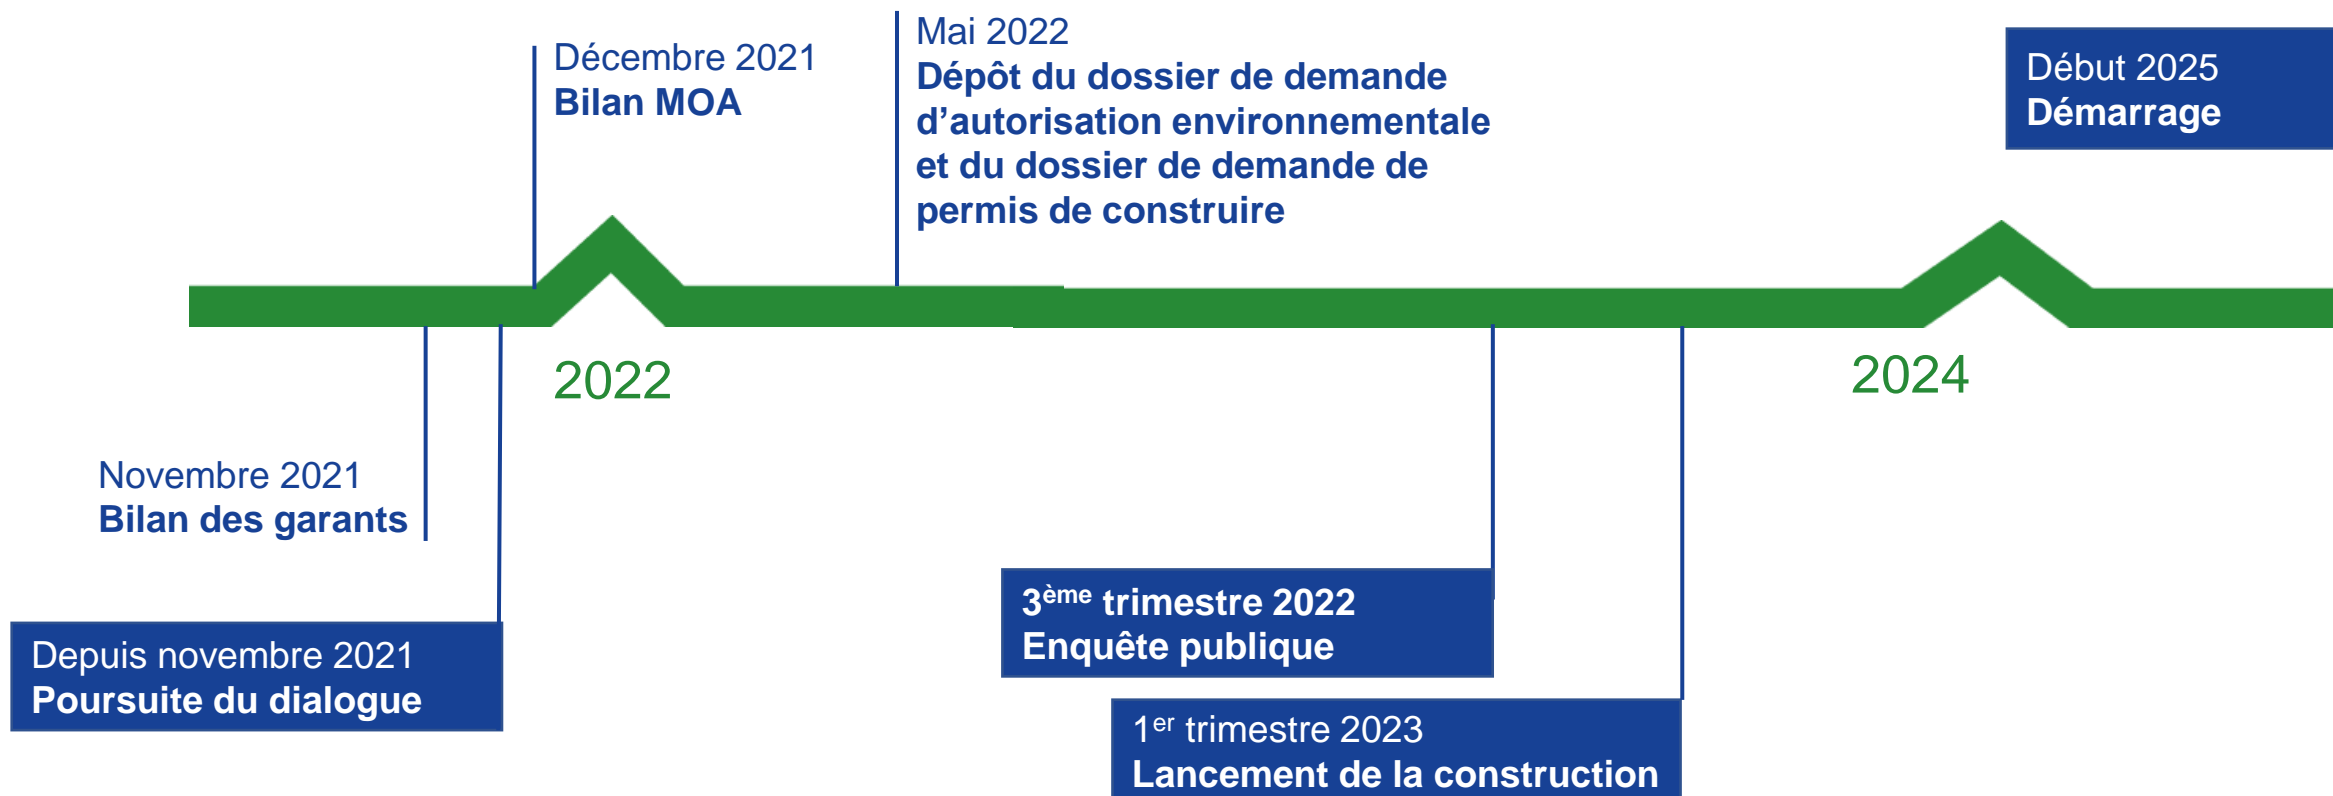 Décembre 2021
Bilan MOA
Mai 2022
Dépôt du dossier de demande
d’autorisation environnementale
et du dossier de demande de
permis de construire
Début 2025
Démarrage
2022
2024
Novembre 2021
Bilan des garants
Depuis novembre 2021
Poursuite du dialogue
3ème trimestre 2022
Enquête publique
1er trimestre 2023
Lancement de la construction